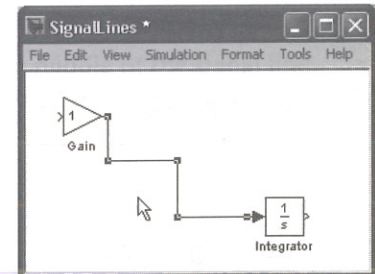 SignalLines *
File Edit View Simulation Format Tools Help
1
Gain
1
s
Integrator